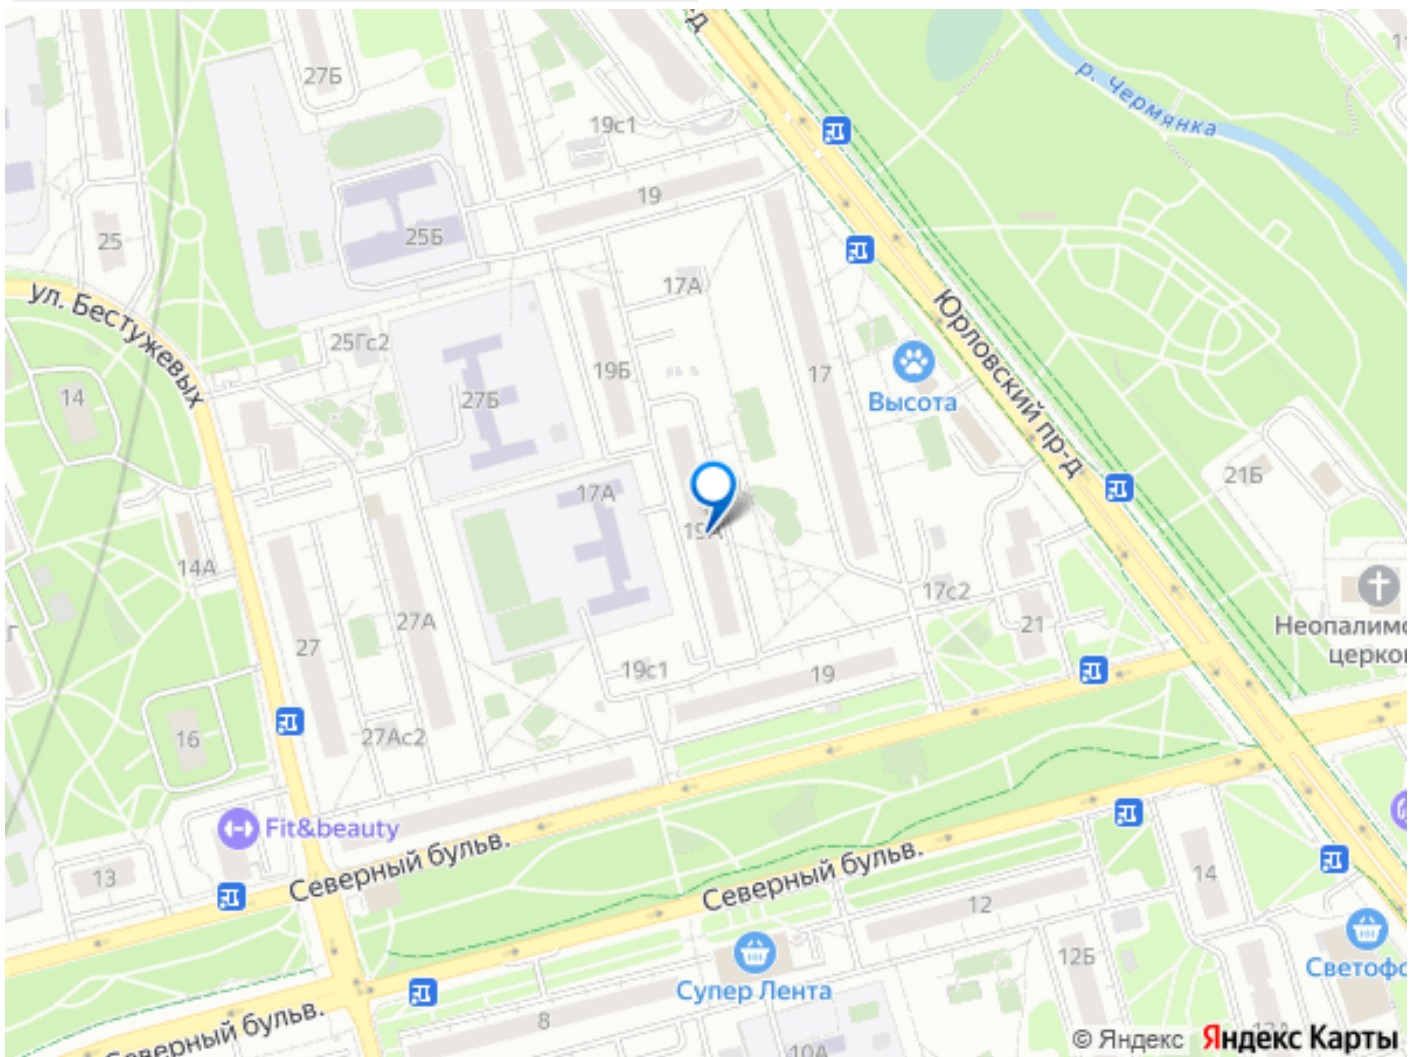 27Б
19с1
р. Чермянка
19
25
25Б
ул. Бестужевых
17А
Юрловский пр-д
25Гс2
19Б
17
14
27Б
Высота
21Б
17А
19А
14А
17с2
27А
21
Неопалимо
церко
27
19с1
19
16
27Ас2
Fit&beauty
Северный бульв.
13
Северный бульв.
14
12
12Б
Супер Лента
Светофо
8
Северный бульв.
10А
© Яндекс Яндекс Карты